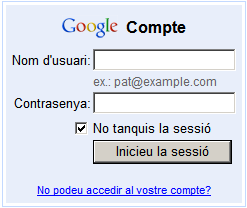 Google Compte
Nom d'usuari:
ex.: pat@example.com
Contrasenya:
No tanquis la sessió
Inicieu la sessió
No podeu accedir al vostre compte?